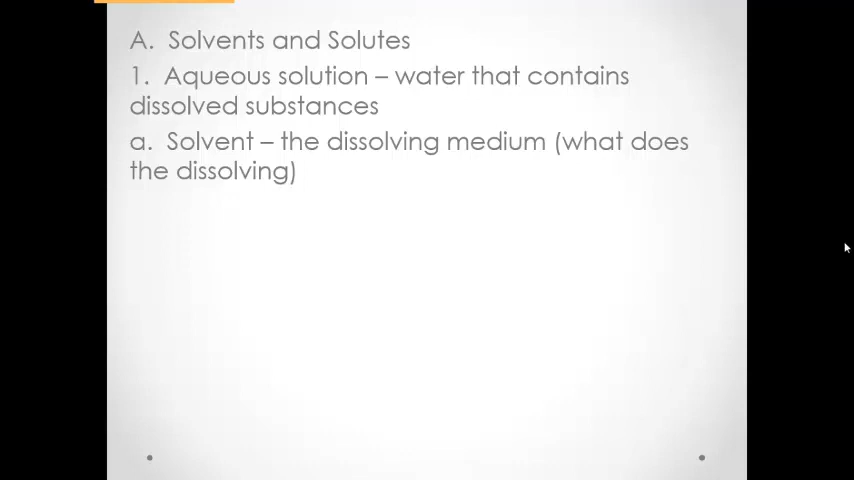 A. Solvents and Solutes
1. Aqueous solution – water that contains
dissolved substances
a. Solvent – the dissolving medium (what does
the dissolving)